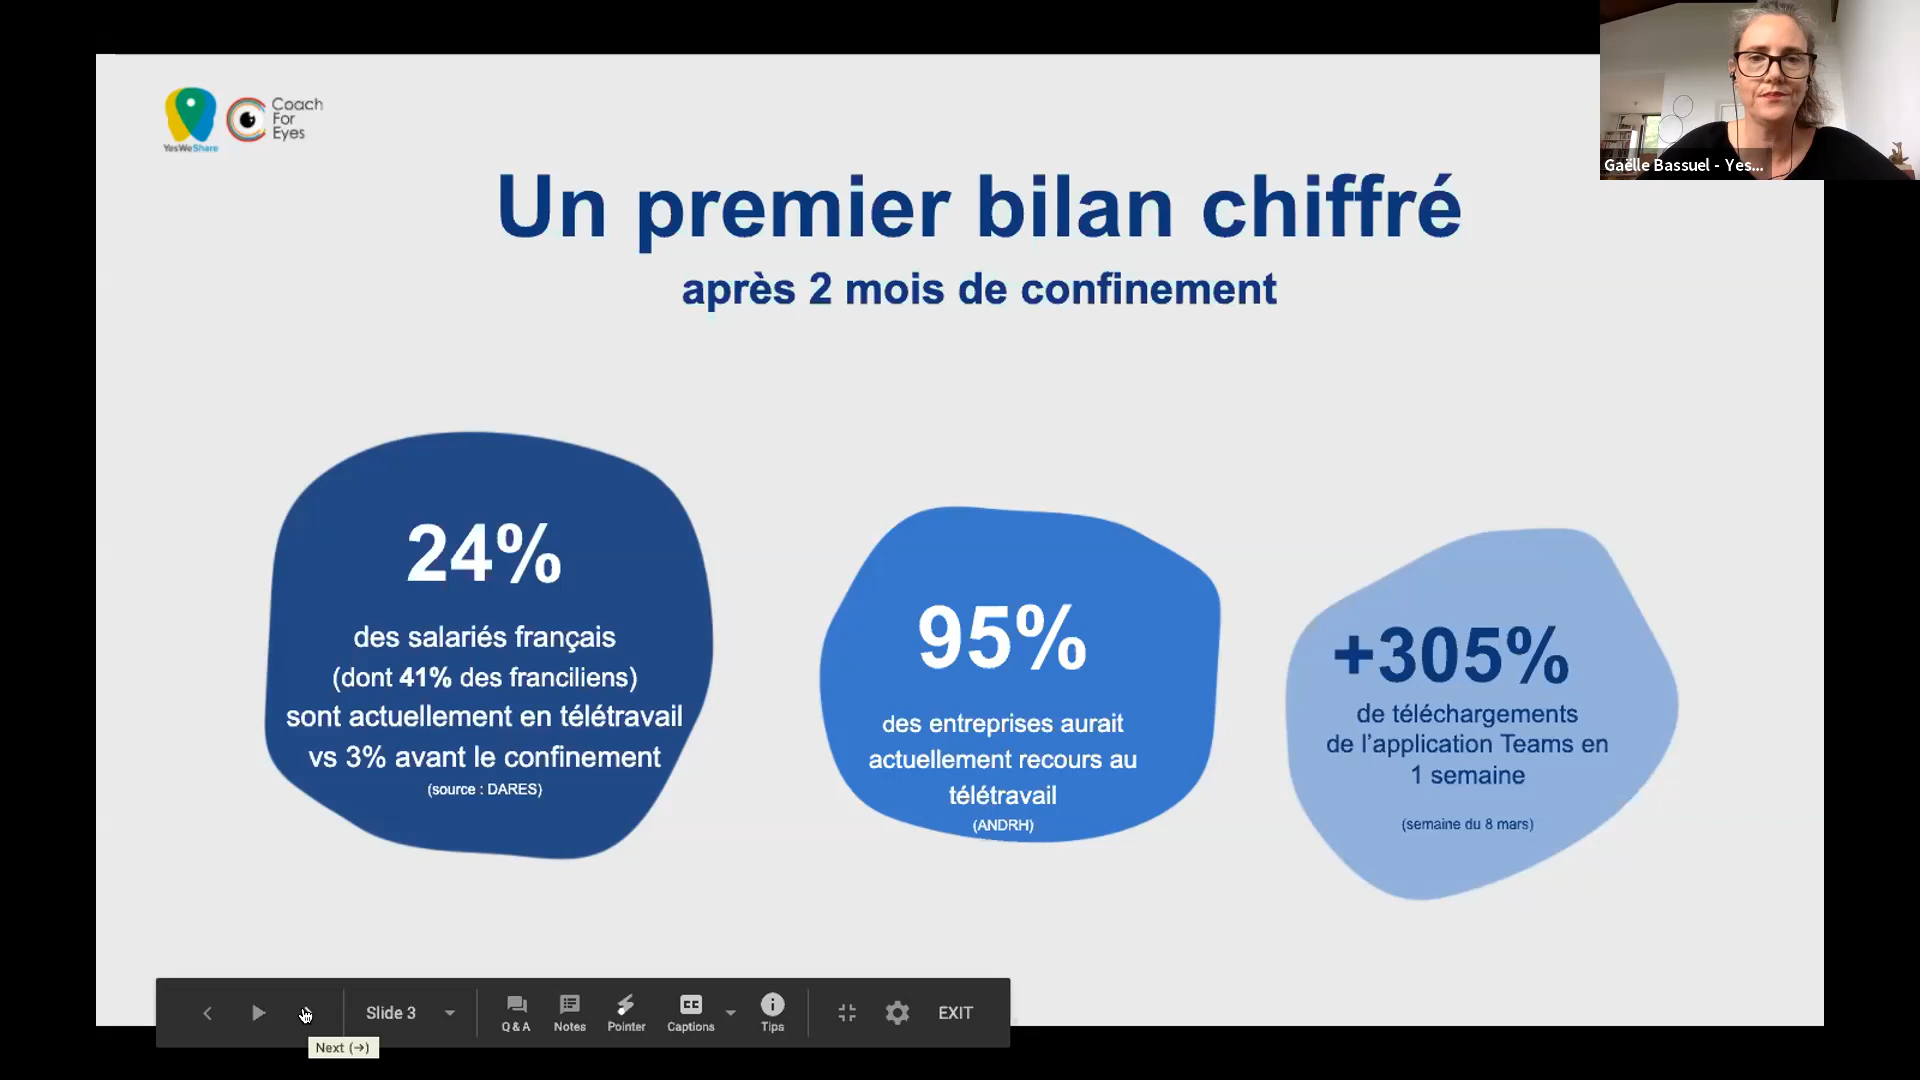 YesWeShare
Coach
For
Eyes
Gaëlle Bassuel - Yes...
Un premier bilan chiffré
après 2 mois de confinement
24%
des salariés français
(dont 41% des franciliens)
sont actuellement en télétravail
vs 3% avant le confinement
(source : DARES)
95%
des entreprises aurait
actuellement recours au
télétravail
(ANDRH)
+305%
de téléchargements
de l'application Teams en
1 semaine
(semaine du 8 mars)
Slide 3
Q & A
Notes
Pointer
CC
Captions
Tips
EXIT
Next (→)